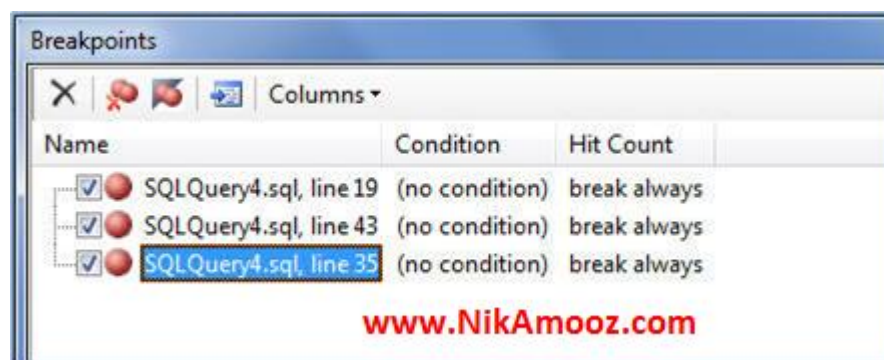 Breakpoints
Columns
Name Condition Hit Count
SQLQuery4.sql, line 19 (no condition) break always
SQLQuery4.sql, line 43 (no condition) break always
SQLQuery4.sql, line 35 (no condition) break always
www.NikAmooz.com